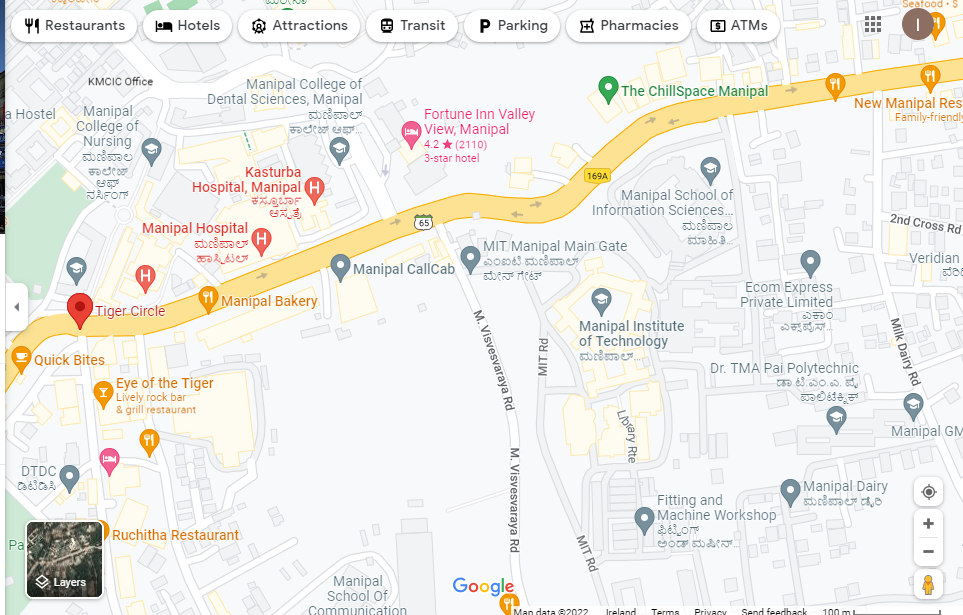 Restaurants
Hotels
Attractions
Transit
Parking
Pharmacies
ATMs
I
Seafood • $
KMCIC Office
Manipal College of
Dental Sciences, Manipal
ಮಣಿಪಾಲ
ಕಾಲೇಜ್ ಆಫ್...
a Hostel
Manipal
College of
Nursing
ಮಣಿಪಾಲ
ಕಾಲೇಜ್
ಆಫ್
ನರ್ಸಿಂಗ್
Fortune Inn Valley
View, Manipal
4.2 ★ (2110)
3-star hotel
The ChillSpace Manipal
New Manipal Res
Family-friendly
Kasturba
Hospital, Manipal
ಕಸ್ತೂರ್ಬಾ
ಆಸ್ಪತ್ರೆ
169A
Manipal School of
Information Sciences...
ಮಣಿಪಾಲ
ಮಾಹಿತಿ...
65
2nd Cross Rd
Manipal Hospital
ಮಣಿಪಾಲ್
ಹಾಸ್ಪಿಟಲ್
MIT Manipal Main Gate
ಎಂಐಟಿ ಮಣಿಪಾಲ್
ಮೇನ್ ಗೇಟ್
Manipal CallCab
Veridian
Ecom Express
Private Limited
ಎಕಾಂ
ಎಕ್ಸ್‌ಪ್ರೆಸ್...
Tiger Circle
Manipal Bakery
Manipal Institute
of Technology
ಮಣಿಪಾಲ್...
M. Visvesvaraya Rd
MIT Rd
Milk Dairy Rd
Quick Bites
Dr. TMA Pai Polytechnic
ಡಾ ಟಿ.ಎಂ.ಎ. ಪೈ
ಪಾಲಿಟೆಕ್ನಿಕ್
Eye of the Tiger
Lively rock bar
& grill restaurant
Library Rte
Manipal GM
M. Visvesvaraya Rd
DTDC
ಡಿಟಿಡಿಸಿ
Manipal Dairy
ಮಣಿಪಾಲ್ ಡೈರಿ
Fitting and
Machine Workshop
ಫಿಟ್ಟಿಂಗ್
ಅಂಡ್ ಮಷೀನ್...
Ruchitha Restaurant
MIT Rd
Pa
Layers
Manipal
School Of
Communication
Google
Map data ©2022
Ireland
Terms
Privacy
Send feedback
100 m